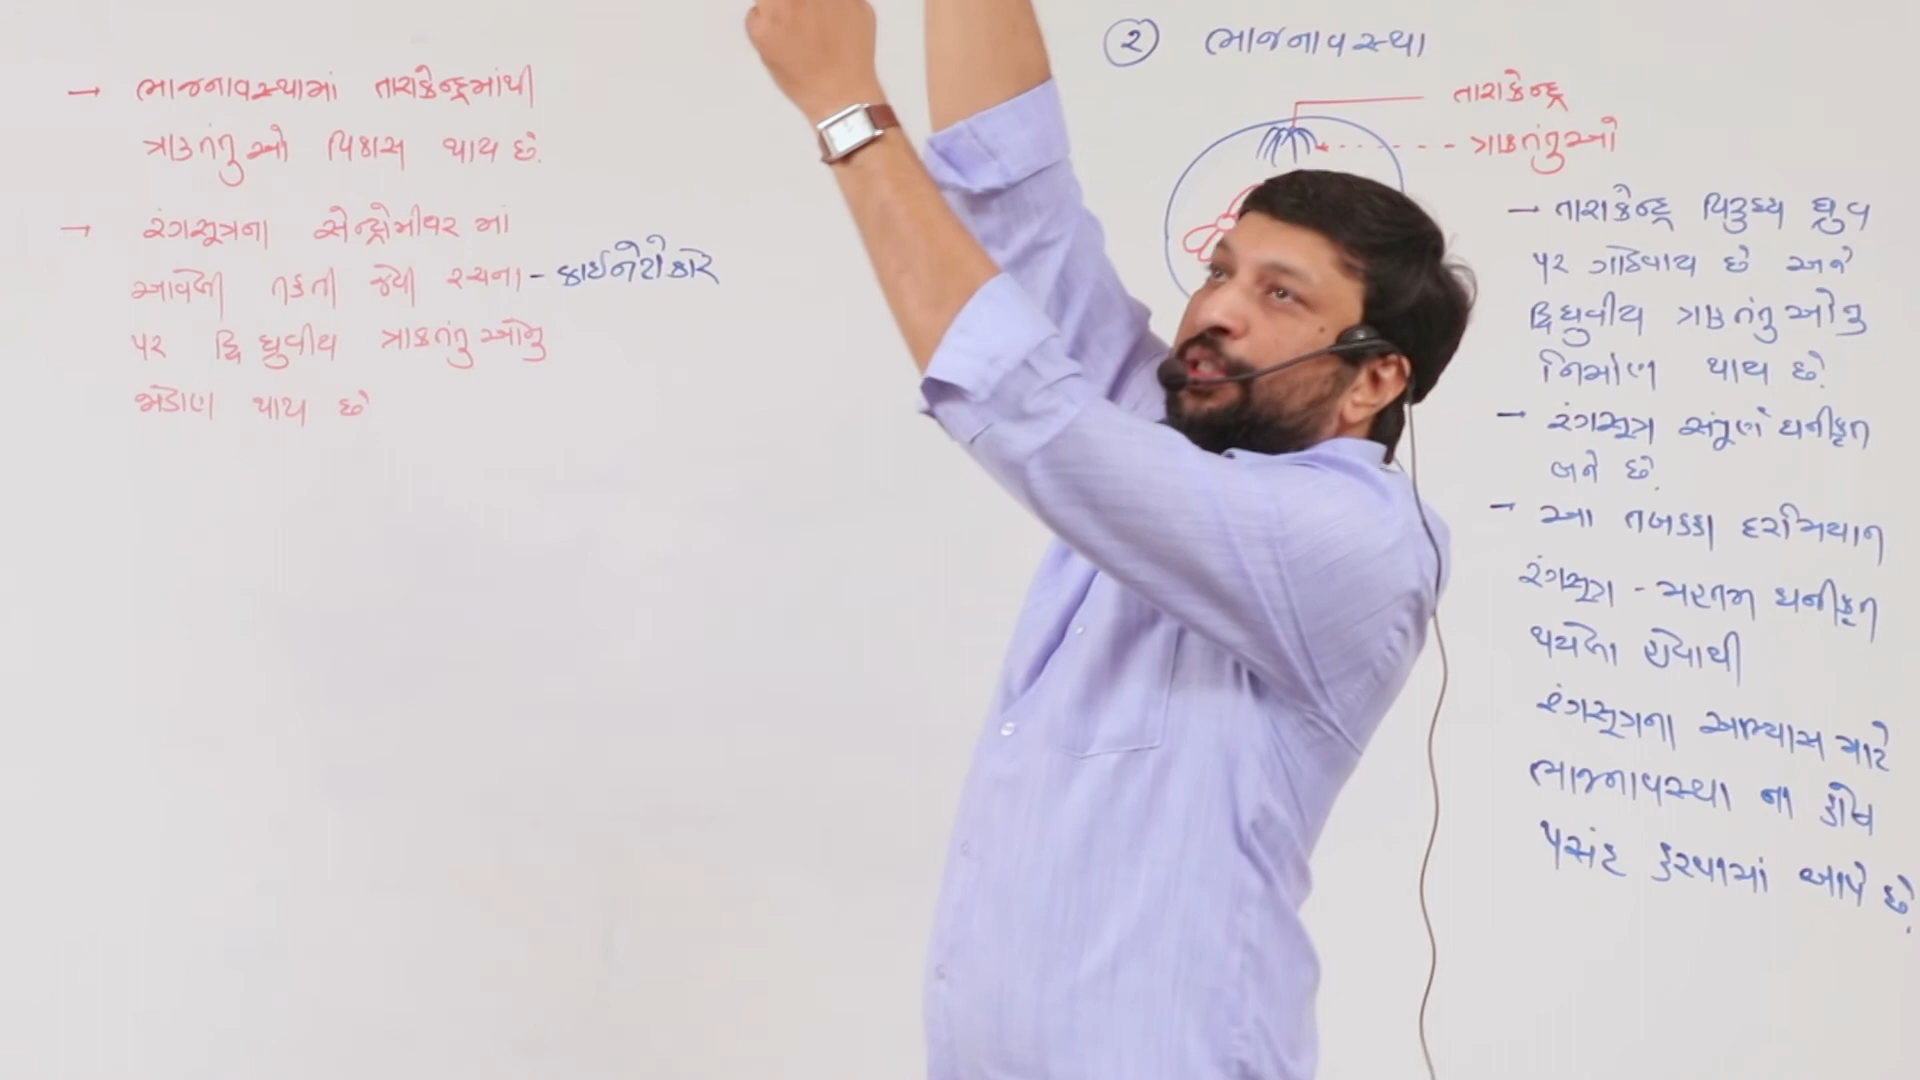 → ભાજનાવસ્થામાં તારાકેન્દ્રમાંથી
ત્રાકતંતુઓ વિકાસ થાય છે.
→ રંગસૂત્રના સેન્ટ્રોમીયર માં
આવેલી તકતી જેવી રચના - કાઈનેટોકોર
પર દ્વિ ધ્રુવીય ત્રાકતંતુઓનુ
જોડાણ થાય છે
૨ ભાજનાવસ્થા
તારાકેન્દ્ર
ત્રાકતંતુઓ
→ તારાકેન્દ્ર વિરુધ્ધ ધ્રુવ
પર ગોઠવાય છે અને
દ્વિધ્રુવીય ત્રાકતંતુઓનુ
નિર્માણ થાય છે.
→ રંગસૂત્ર સંપૂર્ણ ઘનીકૃત
બને છે.
→ આ તબક્કા દરમિયાન
રંગસૂત્ર - મહતમ ઘનીકૃત
થયેલા હોવાથી
રંગસૂત્રના અભ્યાસ માટે
ભાજનાવસ્થા ના કોષ
પસંદ કરવામાં આવે છે.